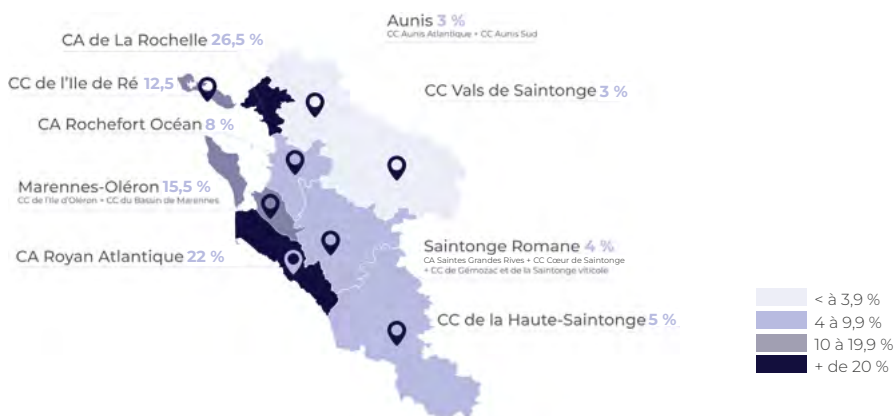 Aunis 3 %
CC Aunis Atlantique + CC Aunis Sud
CA de La Rochelle 26,5 %
CC de l'Ile de Ré 12,5
CC Vals de Saintonge 3 %
CA Rochefort Océan 8 %
Marennes-Oléron 15,5 %
CC de l'Ile d'Oléron + CC du Bassin de Marennes
CA Royan Atlantique 22 %
Saintonge Romane 4 %
CA Saintes Grandes Rives + CC Cœur de Saintonge
+ CC de Gémozac et de la Saintonge viticole
CC de la Haute-Saintonge 5 %
< à 3,9 %
4 à 9,9 %
10 à 19,9 %
+ de 20 %